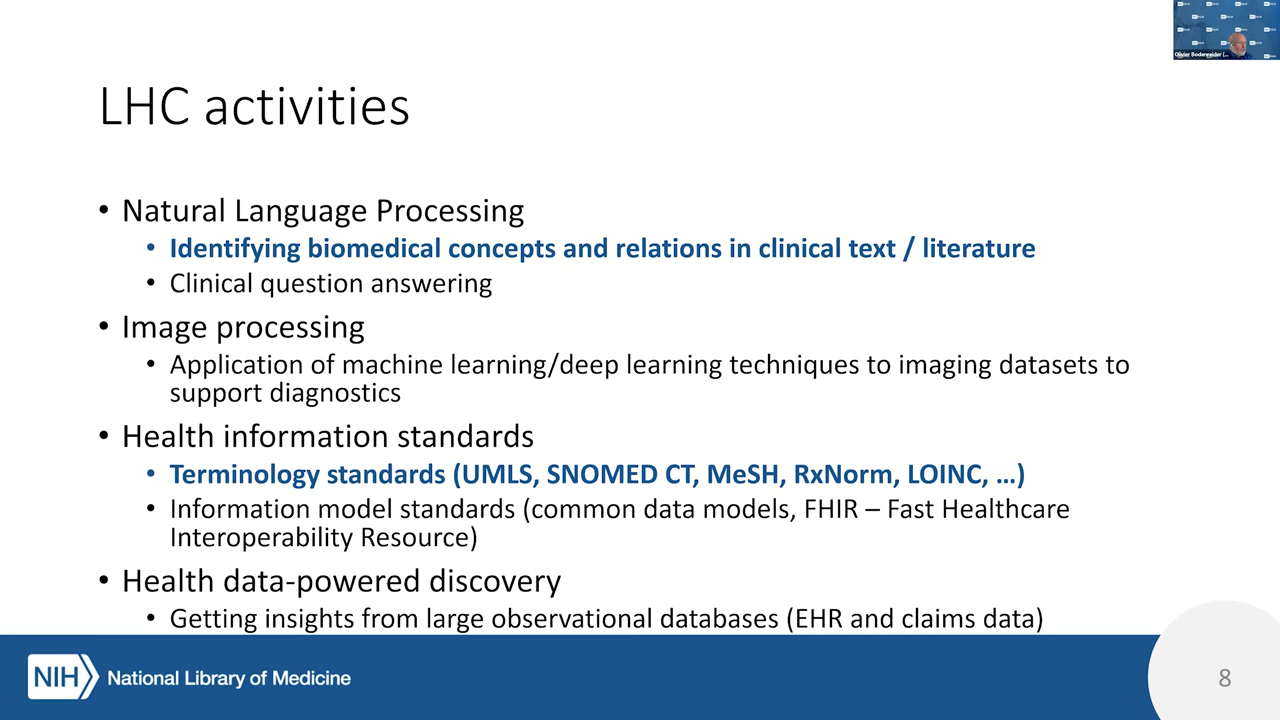 Olivier Bodenreider (...
LHC activities
• Natural Language Processing
• Identifying biomedical concepts and relations in clinical text / literature
• Clinical question answering
• Image processing
• Application of machine learning/deep learning techniques to imaging datasets to
support diagnostics
• Health information standards
• Terminology standards (UMLS, SNOMED CT, MeSH, RxNorm, LOINC, …)
• Information model standards (common data models, FHIR – Fast Healthcare
Interoperability Resource)
• Health data-powered discovery
• Getting insights from large observational databases (EHR and claims data)
NIH National Library of Medicine
8